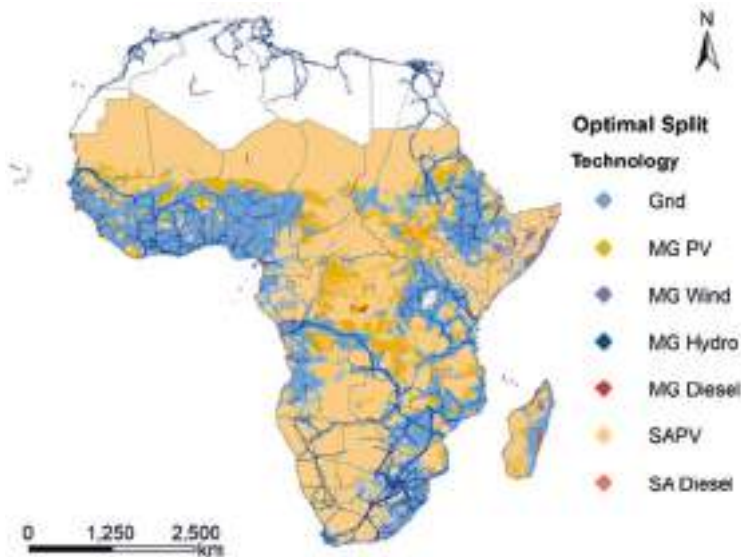 N
Optimal Split
Technology
Grid
MG PV
MG Wind
MG Hydro
MG Diesel
SAPV
SA Diesel
0 1,250 2,500
km